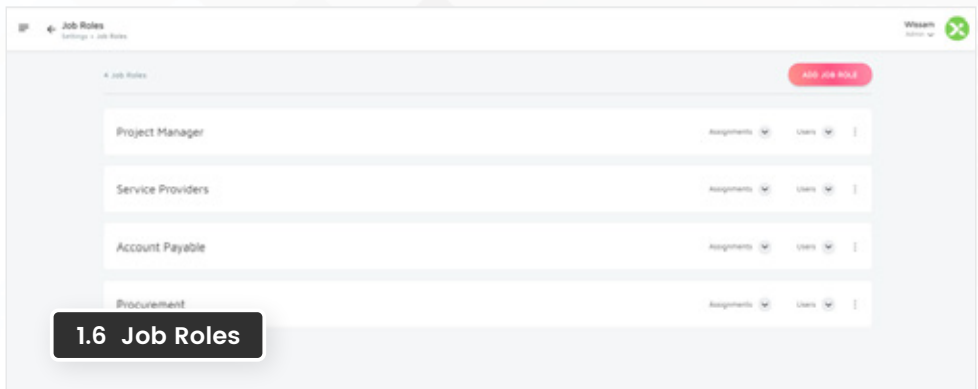 Job Roles
Settings > Job Roles
Wissam
Admin
4 Job Roles
ADD JOB ROLE
Project Manager
Assignments Users
Service Providers
Assignments Users
Account Payable
Assignments Users
Procurement
Assignments Users
1.6 Job Roles